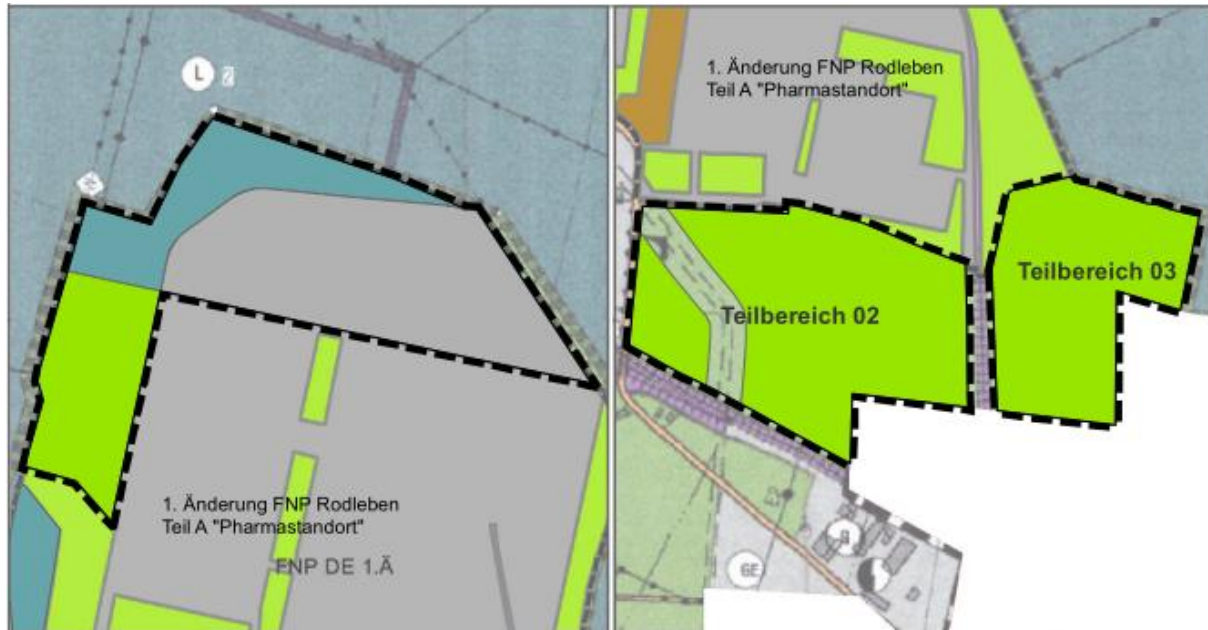 L
1. Änderung FNP Rodleben
Teil A "Pharmastandort"
FNP DE 1.Ä
1. Änderung FNP Rodleben
Teil A "Pharmastandort"
Teilbereich 03
Teilbereich 02
GE